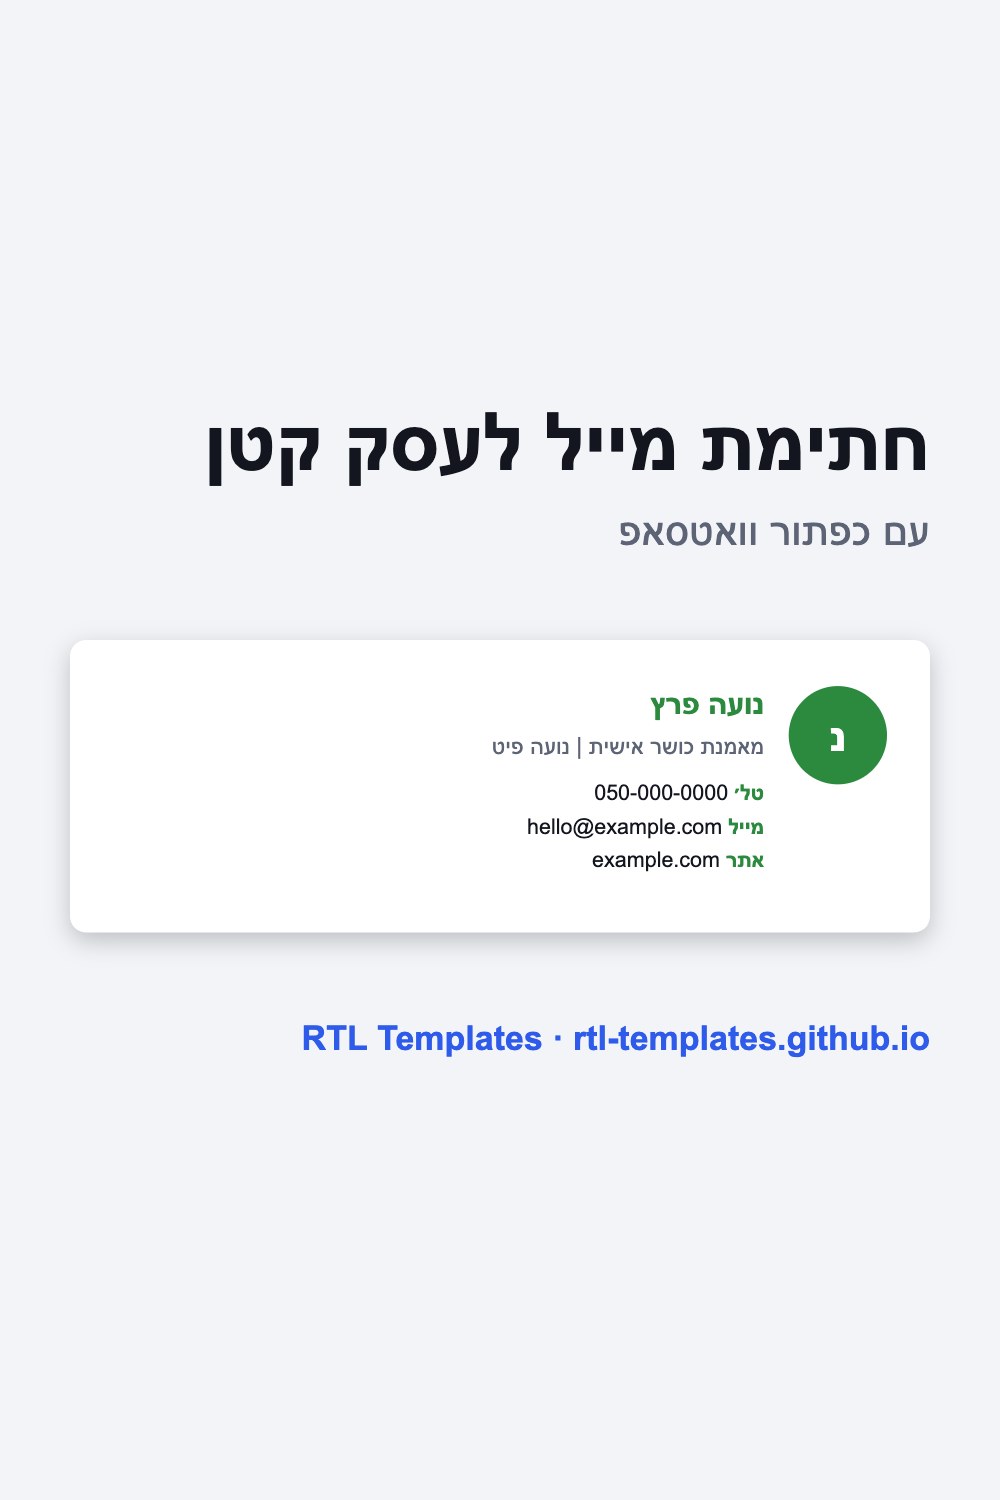 חתימת מייל לעסק קטן
עם כפתור וואטסאפ
נ
נועה פרץ
מאמנת כושר אישית | נועה פיט
טל׳ 050-000-0000
מייל hello@example.com
אתר example.com
RTL Templates · rtl-templates.github.io